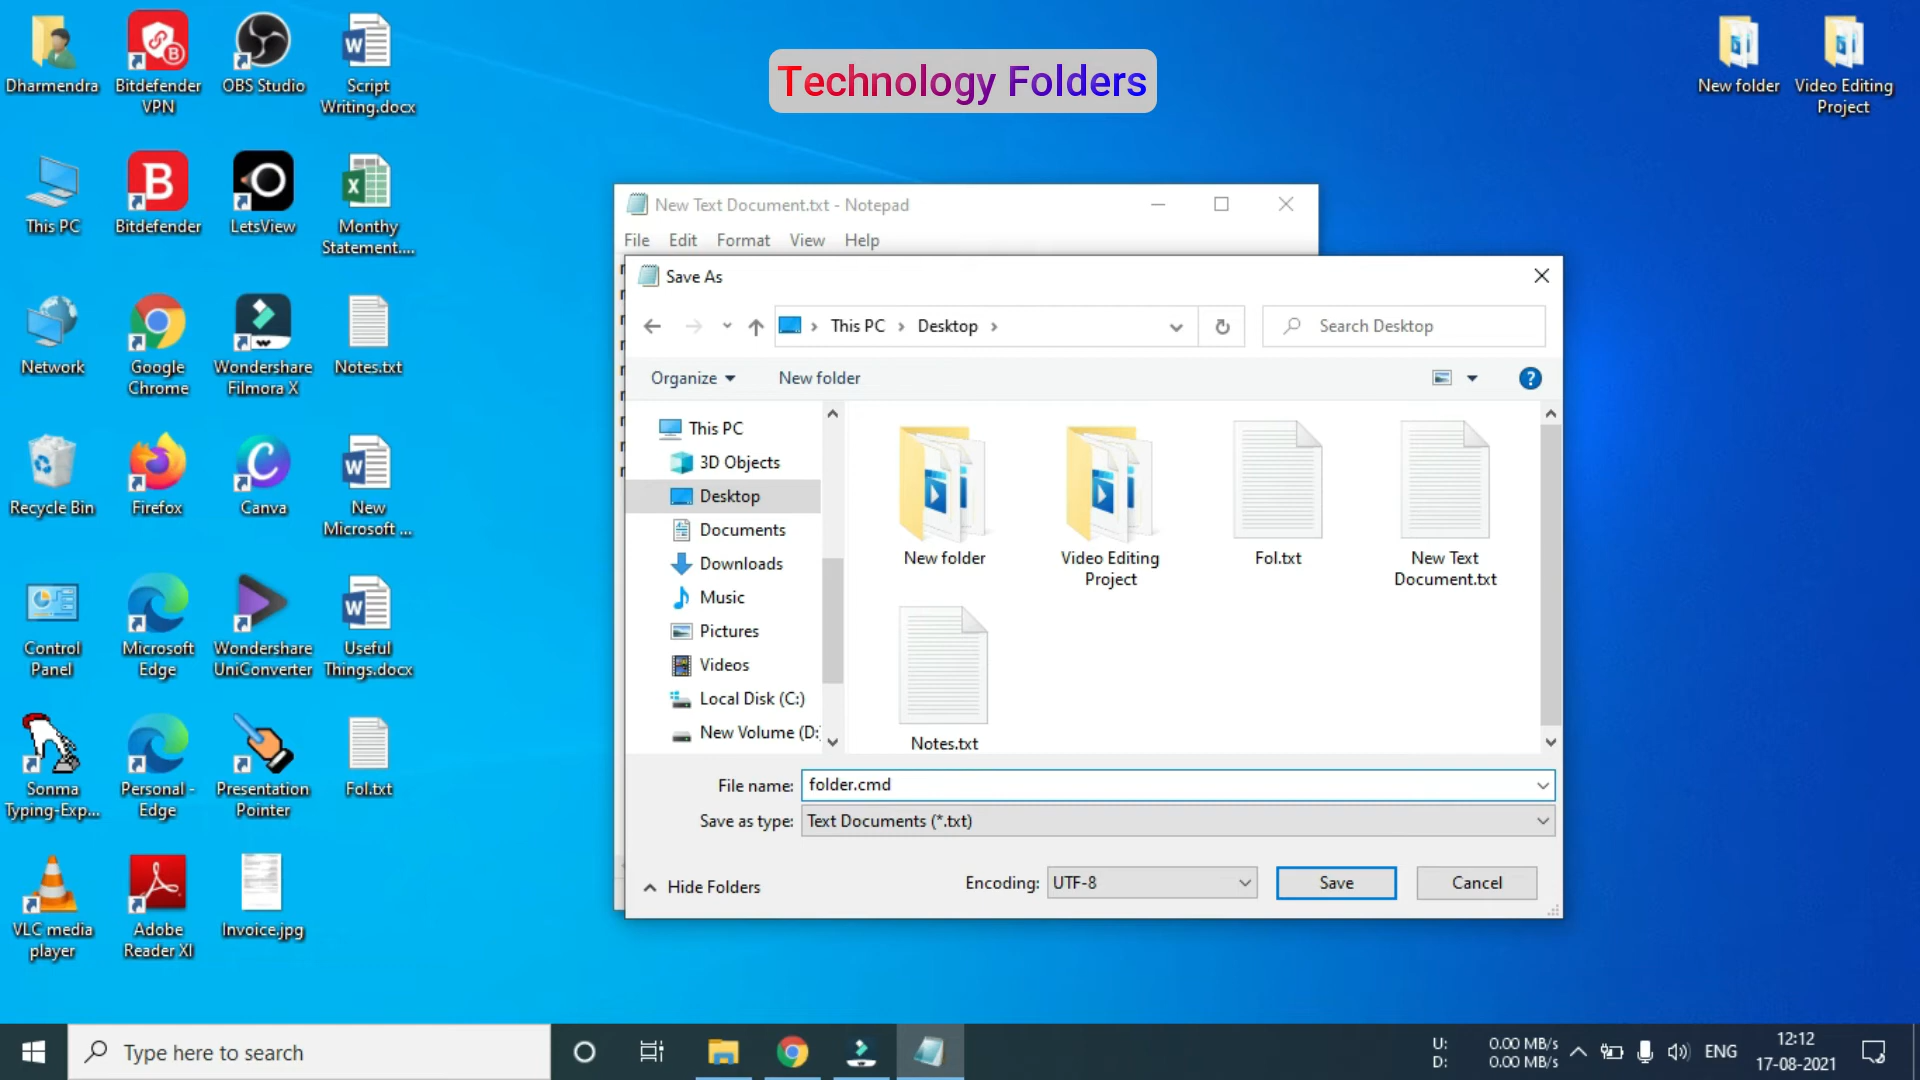 Technology Folders
Dharmendra
Bitdefender
VPN
OBS Studio
Script
Writing.docx
New folder
Video Editing
Project
This PC
Bitdefender
LetsView
Monthy
Statement....
Network
Google
Chrome
Wondershare
Filmora X
Notes.txt
Recycle Bin
Firefox
Canva
New
Microsoft ...
Control
Panel
Microsoft
Edge
Wondershare
UniConverter
Useful
Things.docx
Sonma
Typing-Exp...
Personal -
Edge
Presentation
Pointer
Fol.txt
VLC media
player
Adobe
Reader XI
Invoice.jpg
New Text Document.txt - Notepad
File Edit Format View Help
Save As
This PC > Desktop >
Search Desktop
Organize New folder
This PC
3D Objects
Desktop
Documents
Downloads
Music
Pictures
Videos
Local Disk (C:)
New Volume (D:
New folder
Video Editing
Project
Fol.txt
New Text
Document.txt
Notes.txt
File name: folder.cmd
Save as type: Text Documents (*.txt)
Hide Folders
Encoding: UTF-8
Save
Cancel
Type here to search
U: 0.00 MB/s
D: 0.00 MB/s
ENG
12:12
17-08-2021